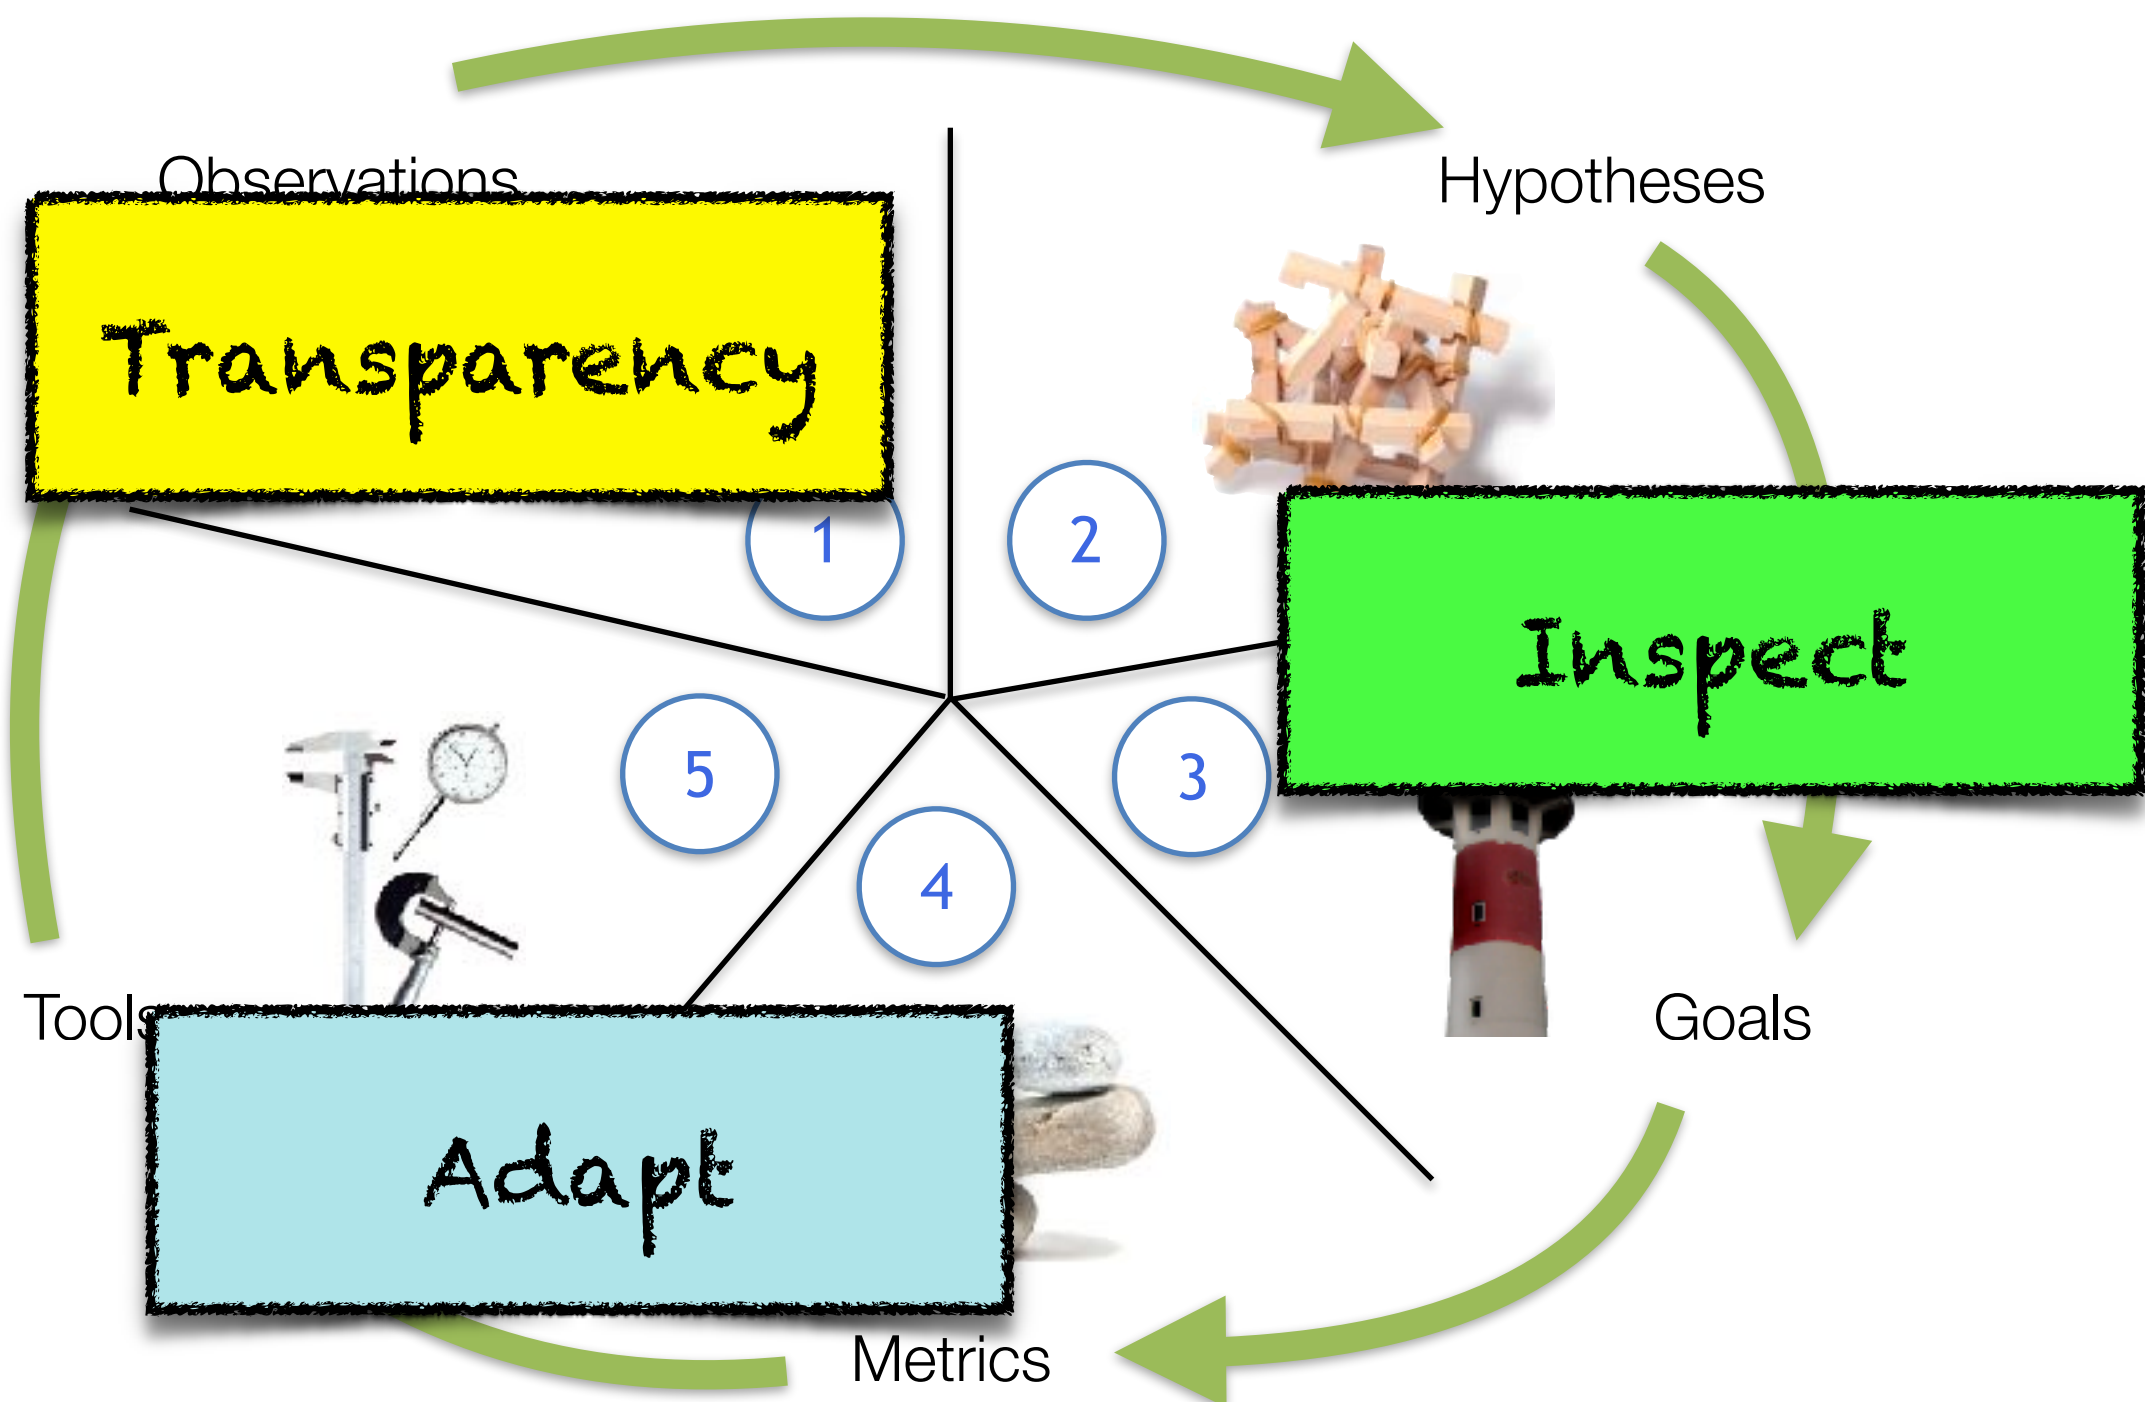 Observations
Hypotheses
Transparency
1
2
Inspect
5
3
4
Tools
Goals
Adapt
Metrics